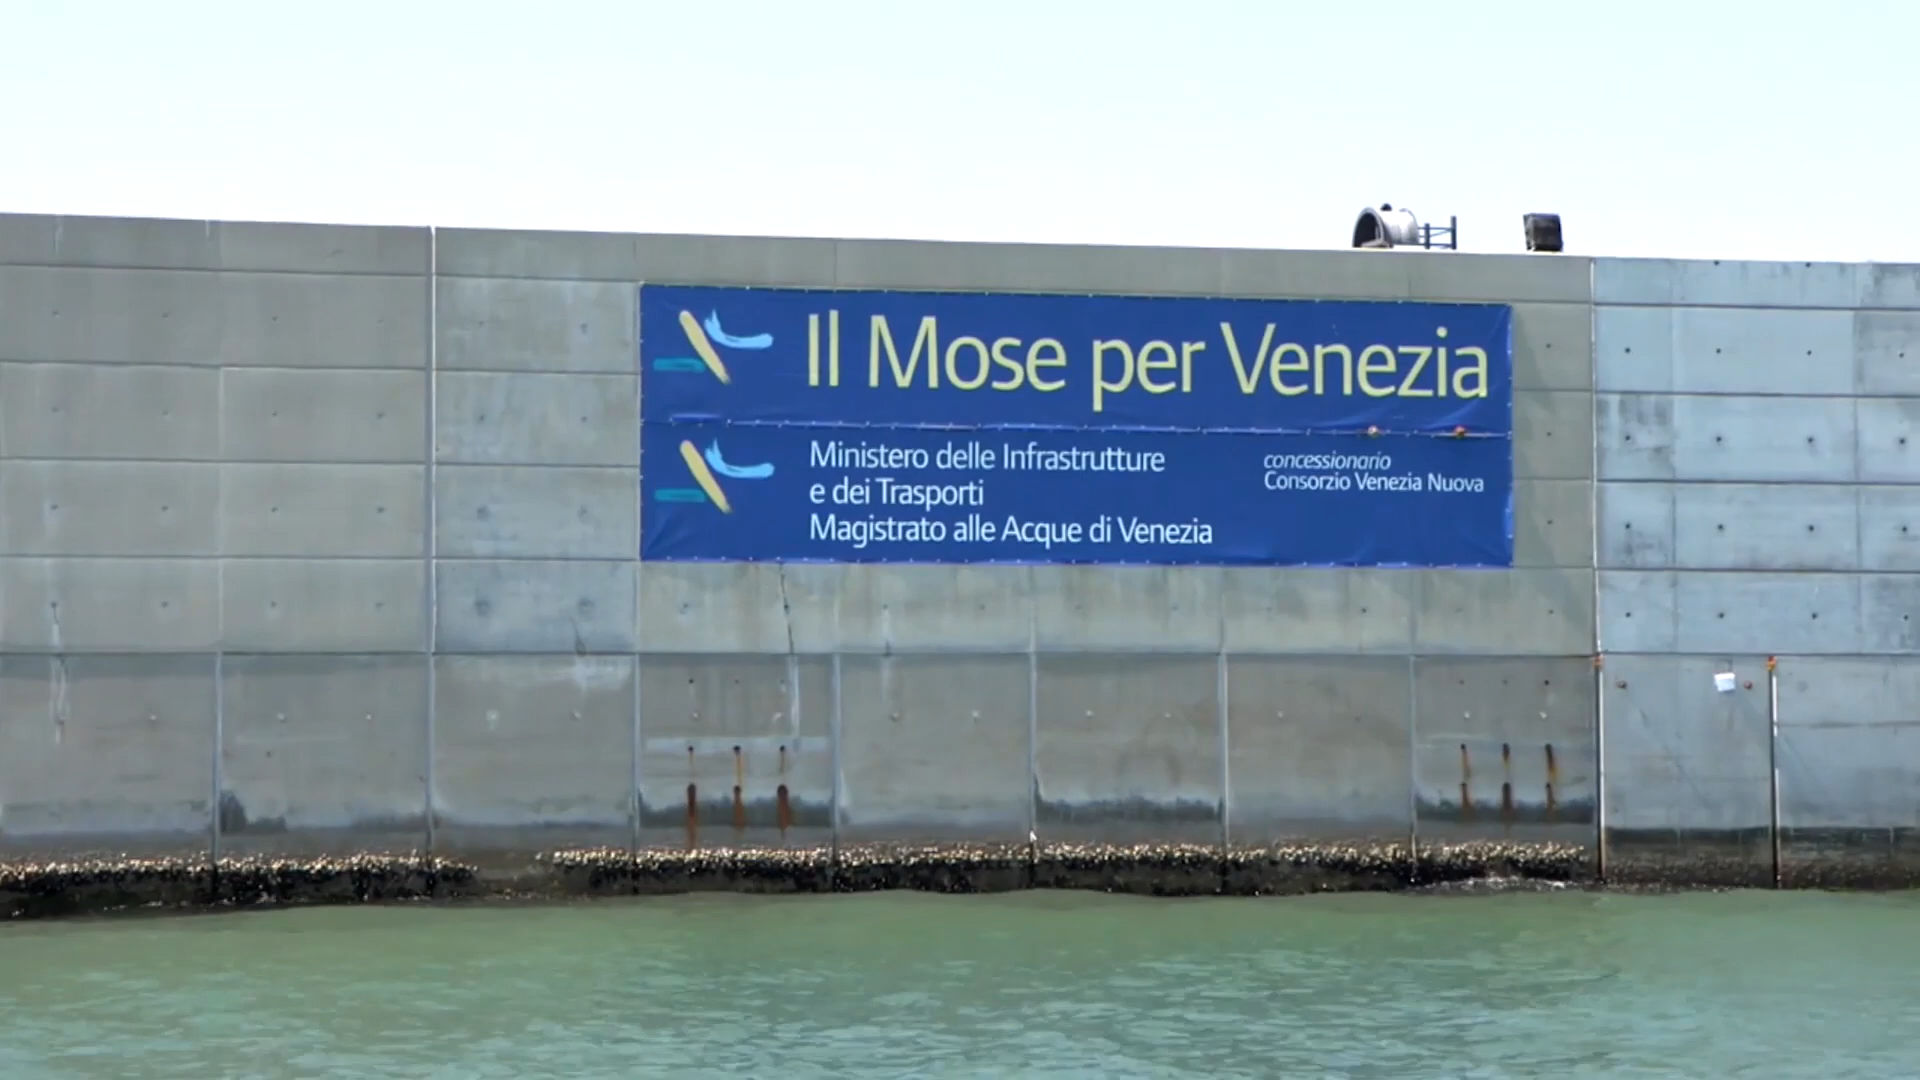 Il Mose per Venezia
Ministero delle Infrastrutture
e dei Trasporti
Magistrato alle Acque di Venezia
concessionario
Consorzio Venezia Nuova